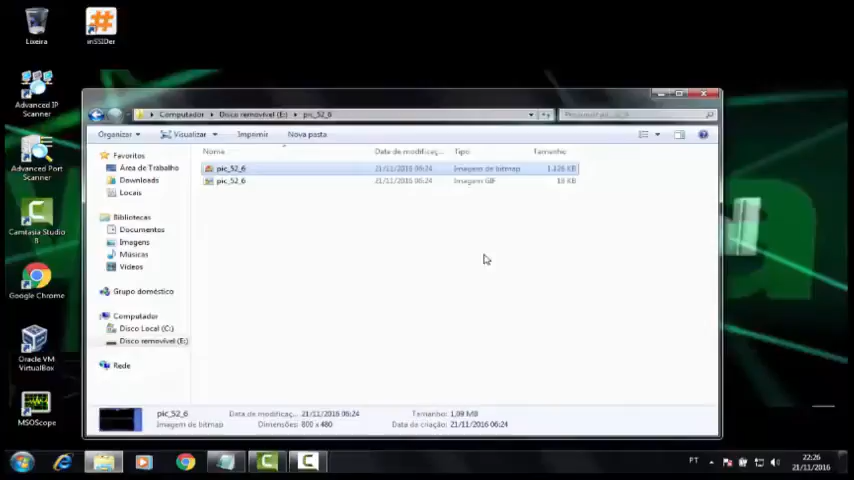 Lixeira
inSSIDer
Advanced IP
Scanner
Advanced Port
Scanner
Camtasia Studio
8
Google Chrome
Oracle VM
VirtualBox
MSOScope
Computador
Disco removível (E:)
pic_52_6
Organizar
Visualizar
Imprimir
Nova pasta
Favoritos
Área de Trabalho
Downloads
Locais
Bibliotecas
Documentos
Imagens
Músicas
Vídeos
Grupo doméstico
Computador
Disco Local (C:)
Disco removível (E:)
Rede
Nome
Data de modificaç...
Tipo
Tamanho
pic_52_6
21/11/2016 06:24
Imagem de bitmap
1.126 KB
pic_52_6
21/11/2016 06:24
Imagem GIF
pic_52_6
Data de modificaç... 21/11/2016 06:24
Tamanho: 1,09 MB
Imagem de bitmap
Dimensões: 800 x 480
Data de criação: 21/11/2016 06:24
PT
22:26
21/11/2016